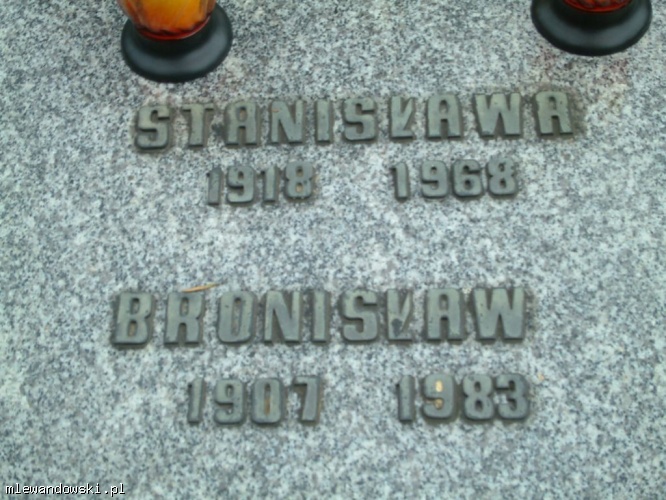 STANISŁAWA
1918 1968
BRONISŁAW
1907 1983
mlewandowski.pl